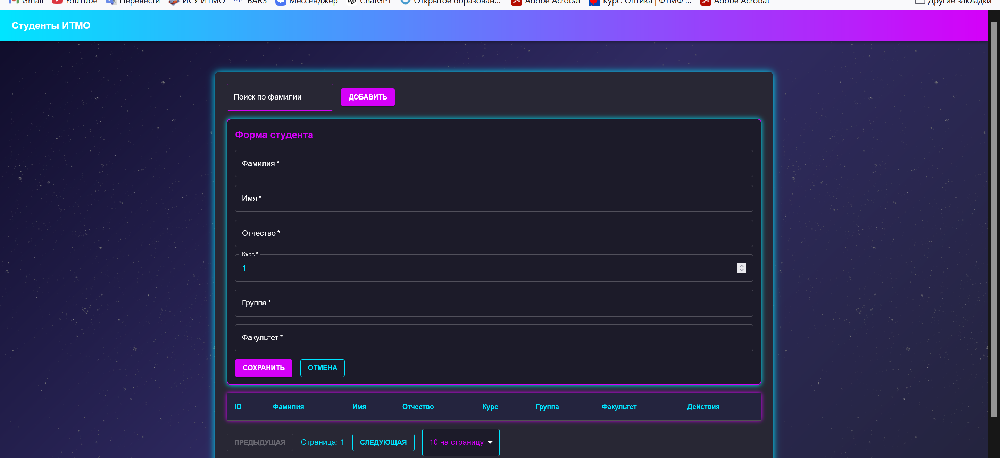 Gmail YouTube Перевести ИСУ ИТМО BARS Мессенджер ChatGPT Открытое образован... Adobe Acrobat Курс: Оптика | ФТМФ ... Adobe Acrobat Другие закладки
Студенты ИТМО
Поиск по фамилии ДОБАВИТЬ
Форма студента
Фамилия *
Имя *
Отчество *
Курс *
1
Группа *
Факультет *
СОХРАНИТЬ ОТМЕНА
ID Фамилия Имя Отчество Курс Группа Факультет Действия
ПРЕДЫДУЩАЯ Страница: 1 СЛЕДУЮЩАЯ 10 на страницу